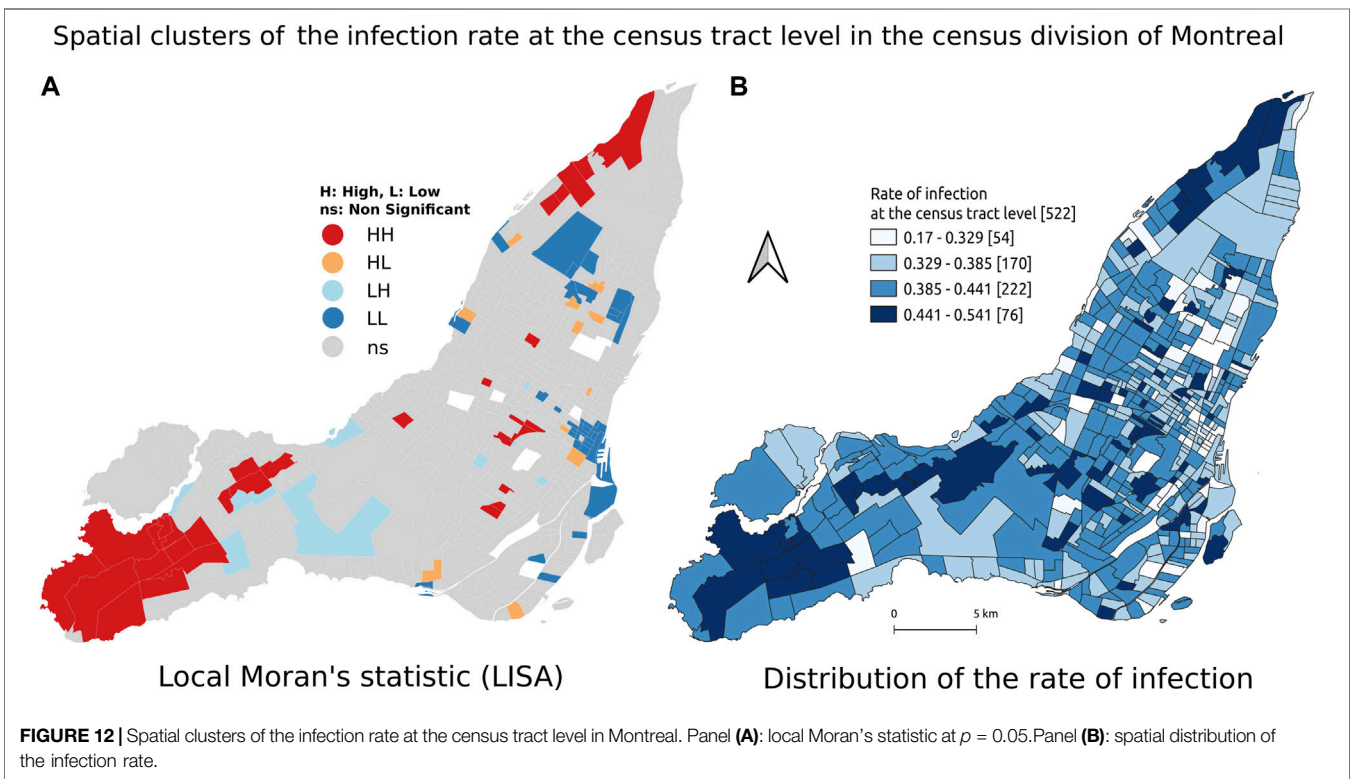 Spatial clusters of the infection rate at the census tract level in the census division of Montreal
A
H: High, L: Low
ns: Non Significant
HH
HL
LH
LL
ns
Local Moran's statistic (LISA)
B
Rate of infection
at the census tract level [522]
0.17 - 0.329 [54]
0.329 - 0.385 [170]
0.385 - 0.441 [222]
0.441 - 0.541 [76]
0 5 km
Distribution of the rate of infection
FIGURE 12 | Spatial clusters of the infection rate at the census tract level in Montreal. Panel (A): local Moran's statistic at p = 0.05.Panel (B): spatial distribution of
the infection rate.